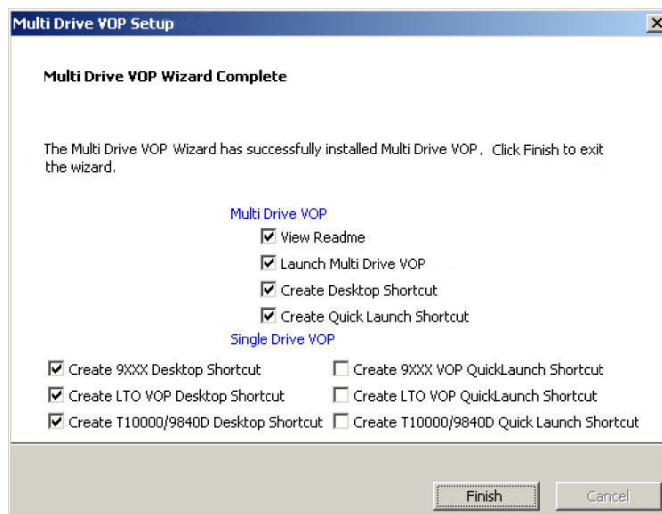 Multi Drive VOP Setup
Multi Drive VOP Wizard Complete
The Multi Drive VOP Wizard has successfully installed Multi Drive VOP. Click Finish to exit
the wizard.
Multi Drive VOP
View Readme
Launch Multi Drive VOP
Create Desktop Shortcut
Create Quick Launch Shortcut
Single Drive VOP
Create 9XXX Desktop Shortcut Create 9XXX VOP QuickLaunch Shortcut
Create LTO VOP Desktop Shortcut Create LTO VOP QuickLaunch Shortcut
Create T10000/9840D Desktop Shortcut Create T10000/9840D Quick Launch Shortcut
Finish Cancel